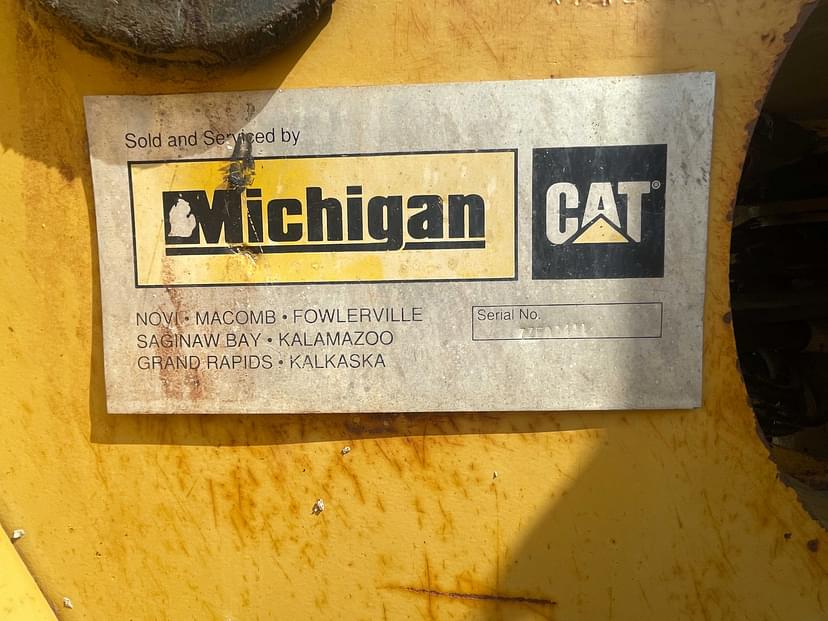 Sold and Serviced by
Michigan
CAT®
NOVI • MACOMB • FOWLERVILLE
SAGINAW BAY • KALAMAZOO
GRAND RAPIDS • KALKASKA
Serial No.